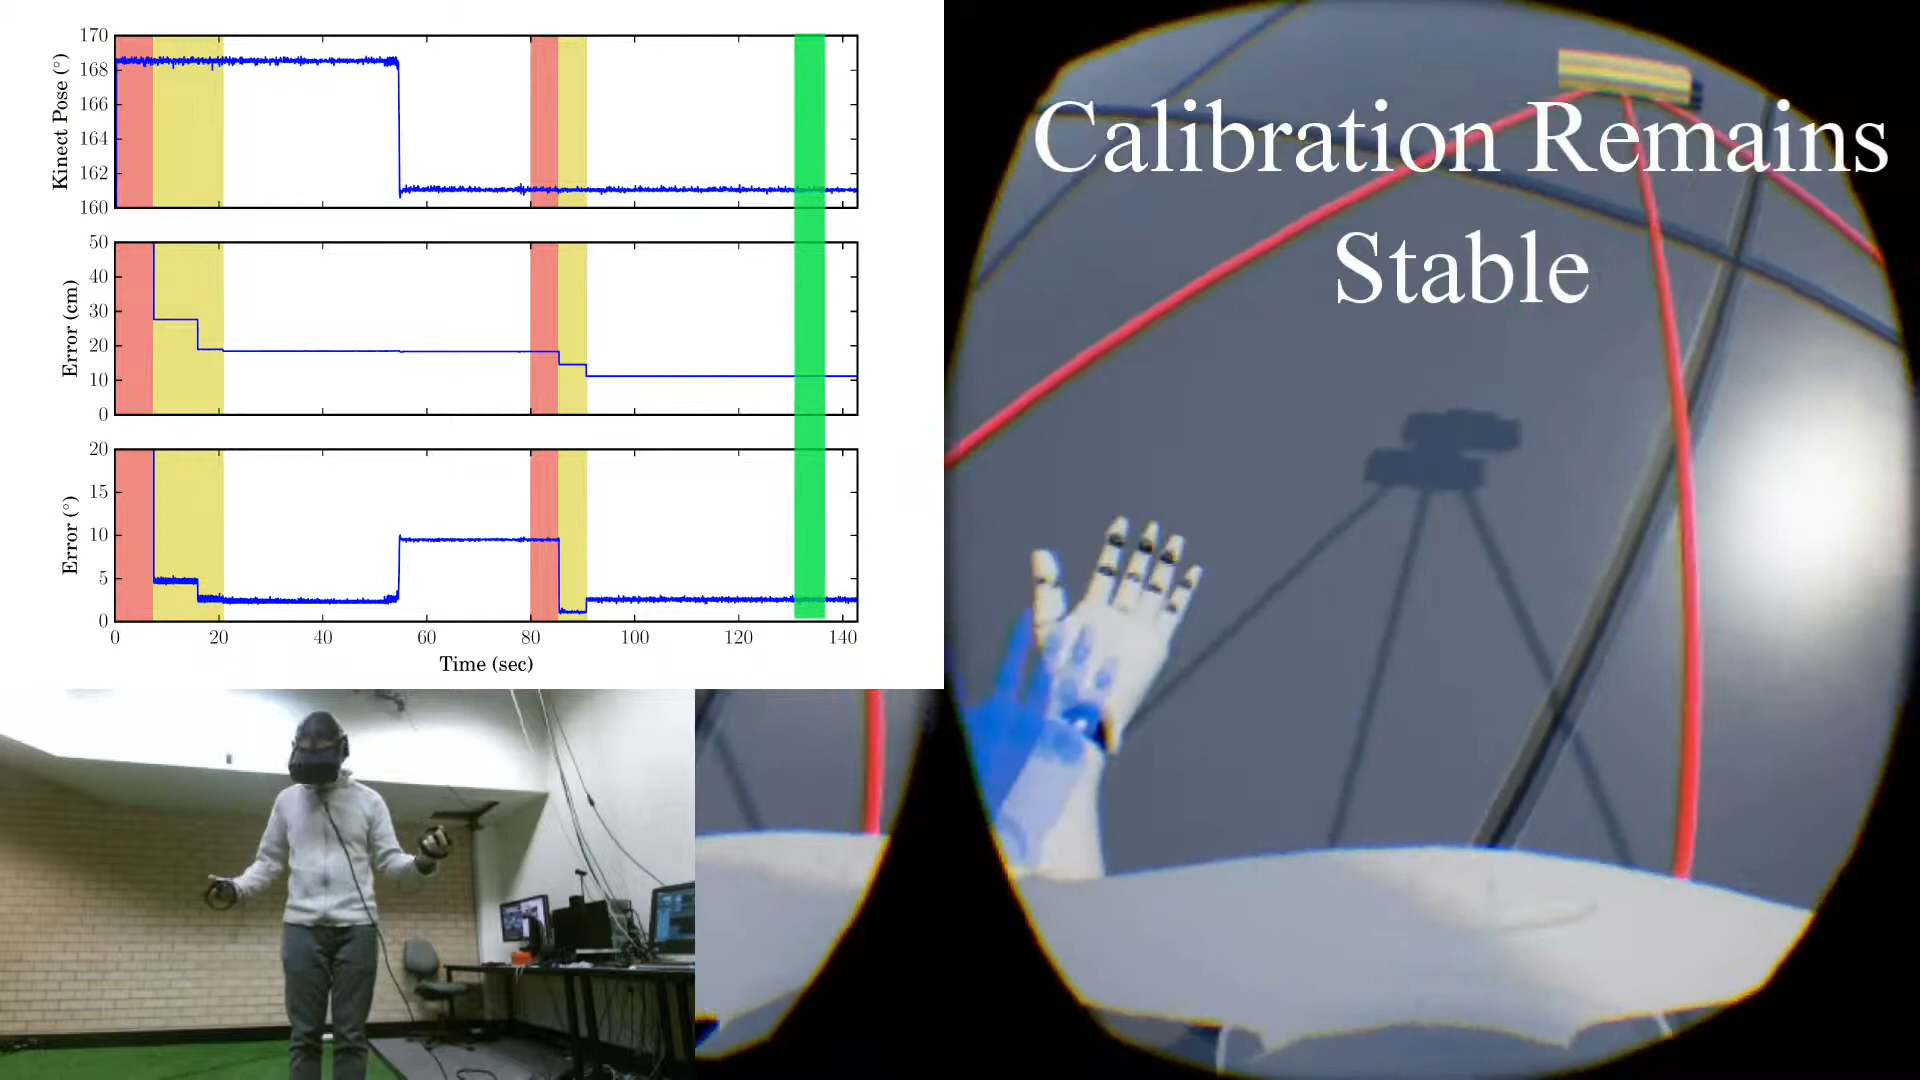 170
168
166
164
162
160
Kinect Pose (°)
50
40
30
20
10
0
Error (cm)
20
15
10
5
0
Error (°)
0 20 40 60 80 100 120 140
Time (sec)
Calibration Remains
Stable